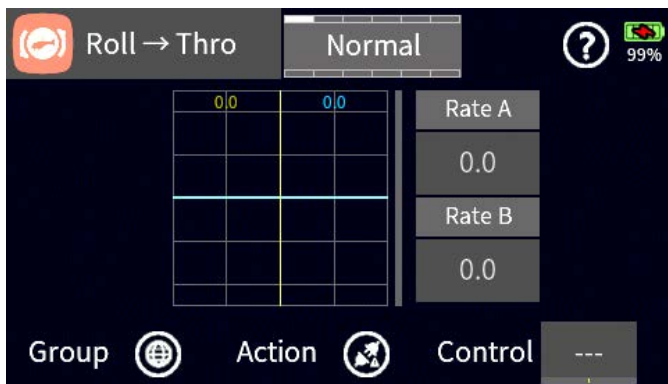 Roll → Thro
Normal
?
99%
0.0 0.0
Rate A
0.0
Rate B
0.0
Group
Action
Control
---